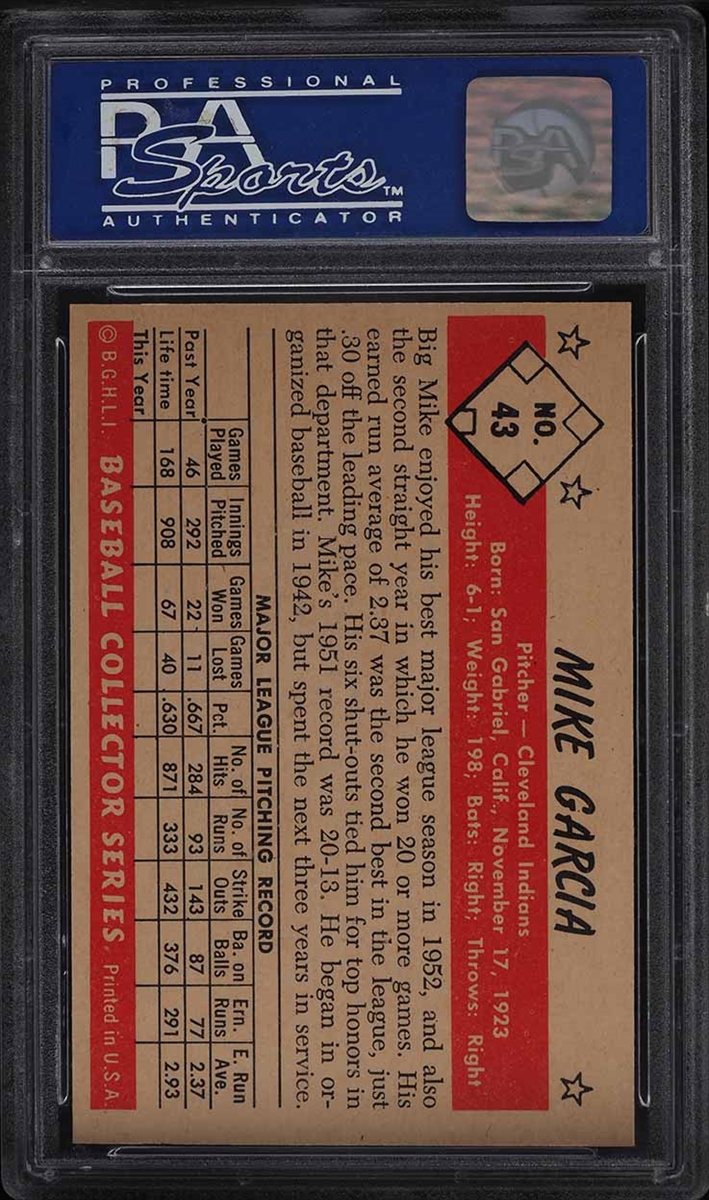 PROFESSIONAL
PSA
Sports™
AUTHENTICATOR
PSA
NO.
43
MIKE GARCIA
Pitcher — Cleveland Indians
Born: San Gabriel, Calif., November 17, 1923
Height: 6-1; Weight: 198; Bats: Right; Throws: Right
Big Mike enjoyed his best major league season in 1952, and also
the second straight year in which he won 20 or more games. His
earned run average of 2.37 was the second best in the league, just
.30 off the leading pace. His six shut-outs tied him for top honors in
that department. Mike's 1951 record was 20-13. He began in or-
ganized baseball in 1942, but spent the next three years in service.
MAJOR LEAGUE PITCHING RECORD
Games Innings Games Games No. of No. of Strike Ba. on Ern. E. Run
Played Pitched Won Lost Pct. Hits Runs Outs Balls Runs Ave.
Past Year 46 292 22 11 .667 284 93 143 87 77 2.37
Life time 168 908 67 40 .630 871 333 432 376 291 2.93
This Year
© B.G.H.L.I. BASEBALL COLLECTOR SERIES Printed in U.S.A.